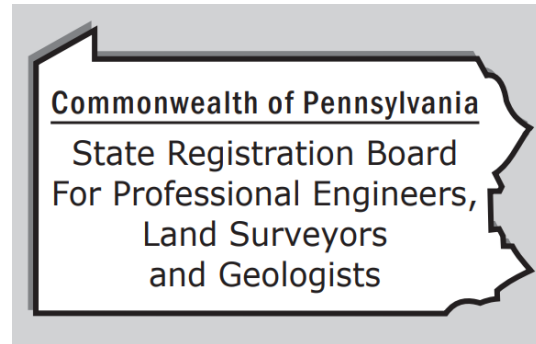 Commonwealth of Pennsylvania
State Registration Board
For Professional Engineers,
Land Surveyors
and Geologists